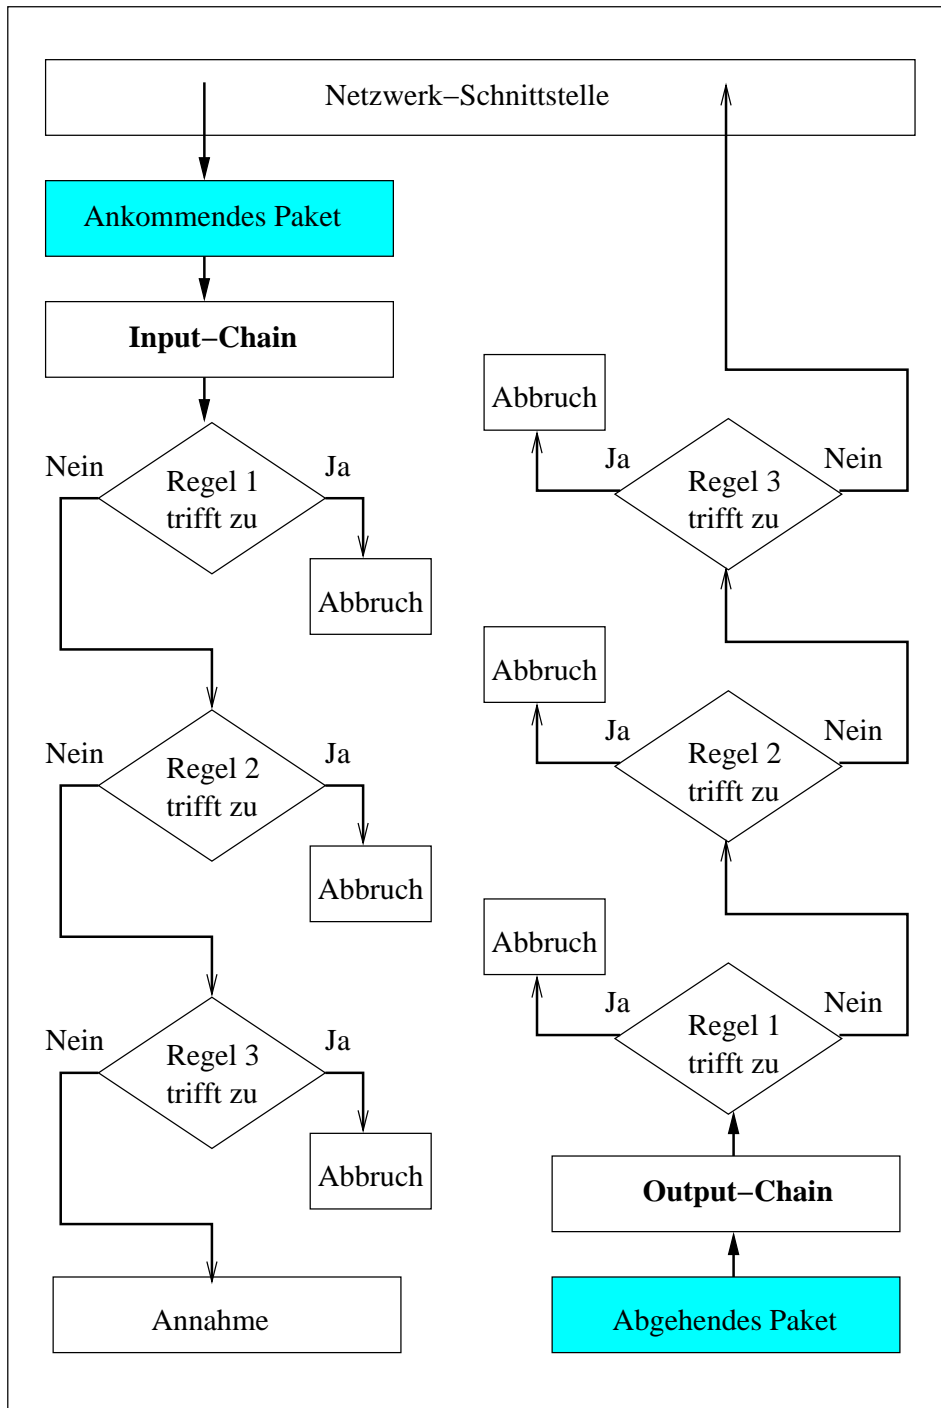 Netzwerk–Schnittstelle
Ankommendes Paket
Input–Chain
Nein
Ja
Regel 1
trifft zu
Abbruch
Nein
Ja
Regel 2
trifft zu
Abbruch
Nein
Ja
Regel 3
trifft zu
Abbruch
Annahme
Abbruch
Ja
Nein
Regel 3
trifft zu
Abbruch
Ja
Nein
Regel 2
trifft zu
Abbruch
Ja
Nein
Regel 1
trifft zu
Output–Chain
Abgehendes Paket